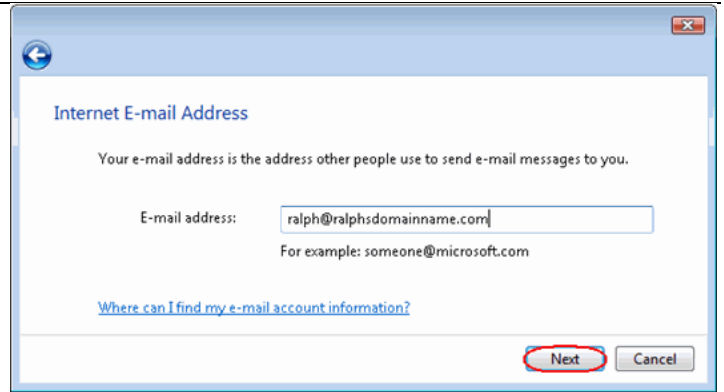 Internet E-mail Address
Your e-mail address is the address other people use to send e-mail messages to you.
E-mail address: ralph@ralphsdomainname.com
For example: someone@microsoft.com
Where can I find my e-mail account information?
Next Cancel